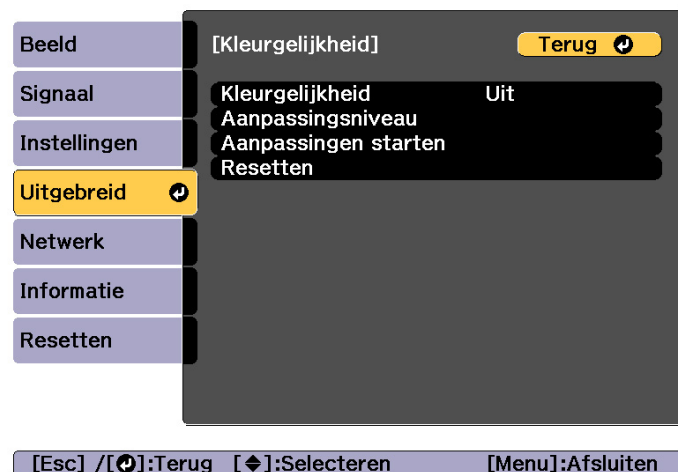 Beeld
Signaal
Instellingen
Uitgebreid
Netwerk
Informatie
Resetten
[Kleurgelijkheid] Terug
Kleurgelijkheid Uit
Aanpassingsniveau
Aanpassingen starten
Resetten
[Esc] /[⏎]:Terug [◆]:Selecteren [Menu]:Afsluiten